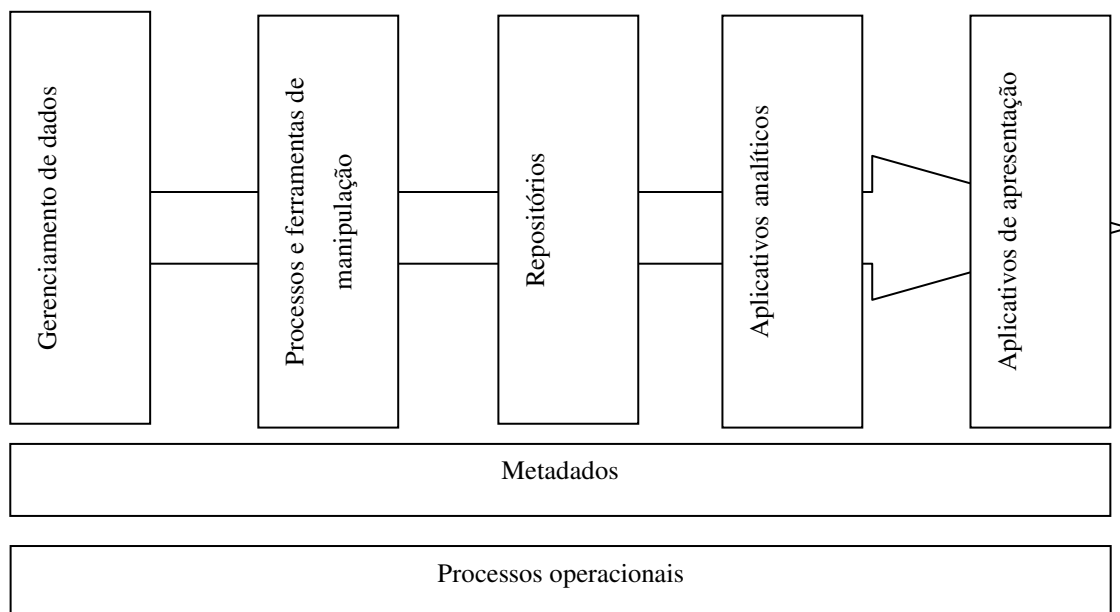 Gerenciamento de dados
Processos e ferramentas de
manipulação
Repositórios
Aplicativos analíticos
Aplicativos de apresentação
Metadados
Processos operacionais